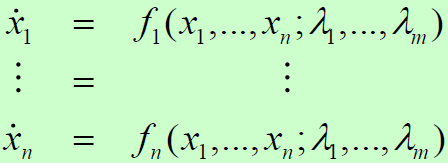 ẋ₁ = f₁(x₁,...,xₙ;λ₁,...,λₘ)
⋮ = ⋮
ẋₙ = fₙ(x₁,...,xₙ;λ₁,...,λₘ)